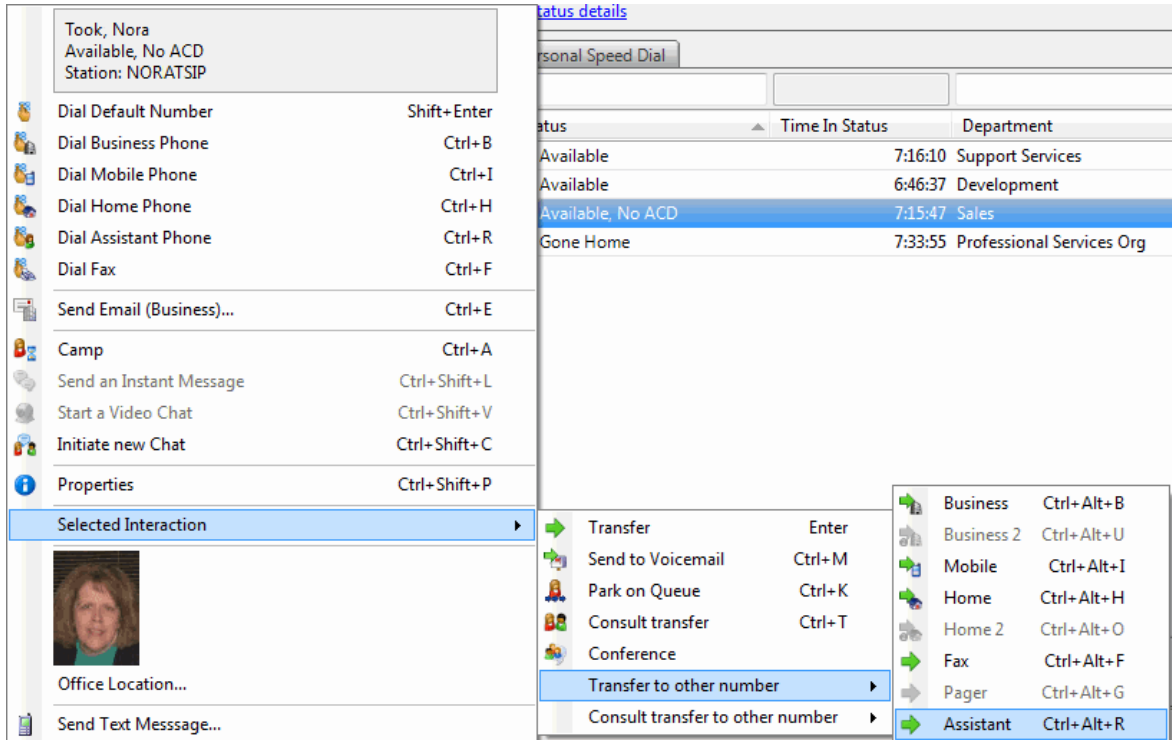 Took, Nora
Available, No ACD
Station: NORATSIP
Dial Default Number Shift+Enter
Dial Business Phone Ctrl+B
Dial Mobile Phone Ctrl+I
Dial Home Phone Ctrl+H
Dial Assistant Phone Ctrl+R
Dial Fax Ctrl+F
Send Email (Business)... Ctrl+E
Camp Ctrl+A
Send an Instant Message Ctrl+Shift+L
Start a Video Chat Ctrl+Shift+V
Initiate new Chat Ctrl+Shift+C
Properties Ctrl+Shift+P
Selected Interaction
Office Location...
Send Text Messsage...
tatus details
rsonal Speed Dial
atus Time In Status Department
Available 7:16:10 Support Services
Available 6:46:37 Development
Available, No ACD 7:15:47 Sales
Gone Home 7:33:55 Professional Services Org
Transfer Enter
Send to Voicemail Ctrl+M
Park on Queue Ctrl+K
Consult transfer Ctrl+T
Conference
Transfer to other number
Consult transfer to other number
Business Ctrl+Alt+B
Business 2 Ctrl+Alt+U
Mobile Ctrl+Alt+I
Home Ctrl+Alt+H
Home 2 Ctrl+Alt+O
Fax Ctrl+Alt+F
Pager Ctrl+Alt+G
Assistant Ctrl+Alt+R